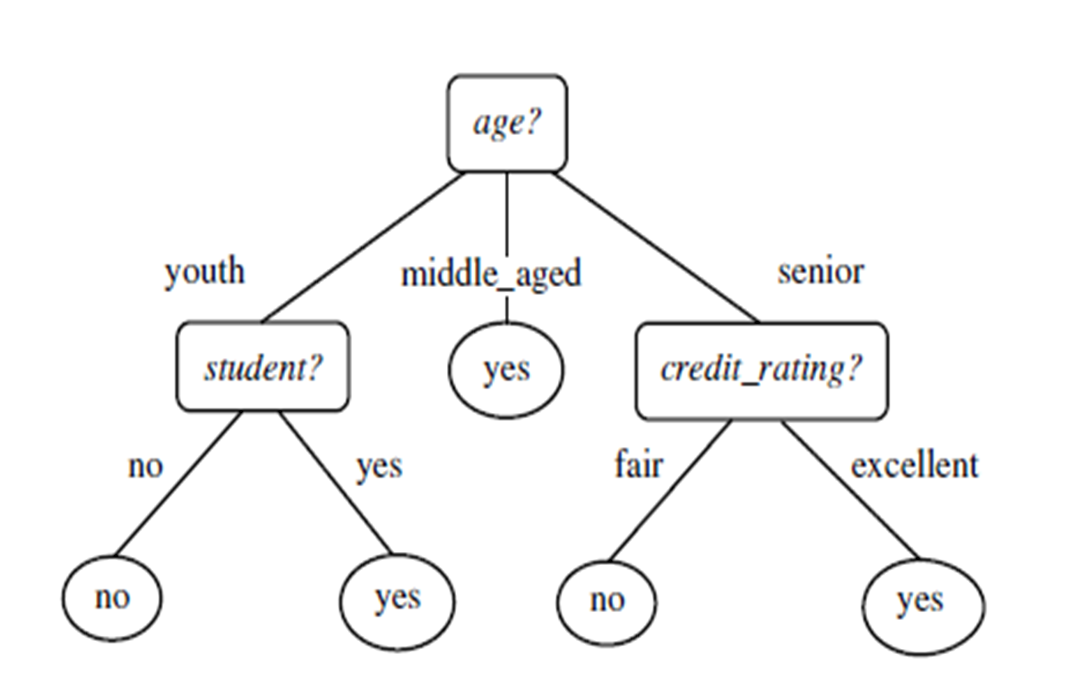 age?
youth
middle_aged
senior
student?
yes
credit_rating?
no
yes
fair
excellent
no
yes
no
yes